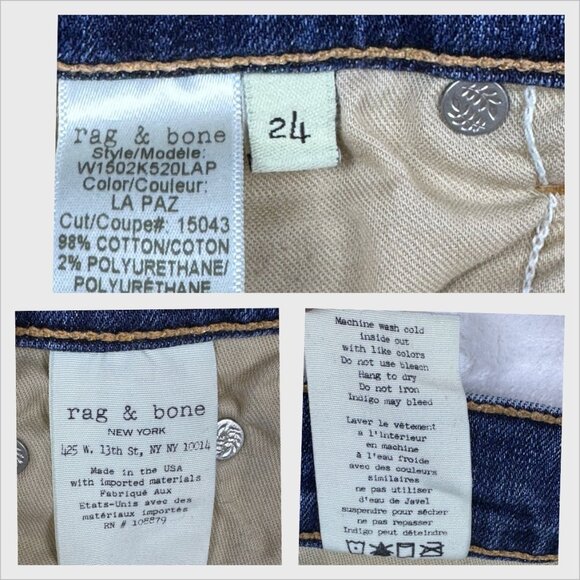 rag & bone
Style/Modèle:
W1502K520LAP
Color/Couleur:
LA PAZ
Cut/Coupe#: 15043
98% COTTON/COTON
2% POLYURETHANE/
POLYURÉTHANE
24
rag & bone
NEW YORK
425 W. 13th St, NY NY 10014
Made in the USA
with imported materials
Fabriqué Aux
Etats-Unis avec des
matériaux importés
RN # 108879
Machine wash cold
inside out
with like colors
Do not use bleach
Hang to dry
Do not iron
Indigo may bleed
Laver le vêtement
à l'intérieur
en machine
à l'eau froide
avec des couleurs
similaires
ne pas utiliser
d'eau de Javel
suspendre pour sécher
ne pas repasser
Indigo peut déteindre